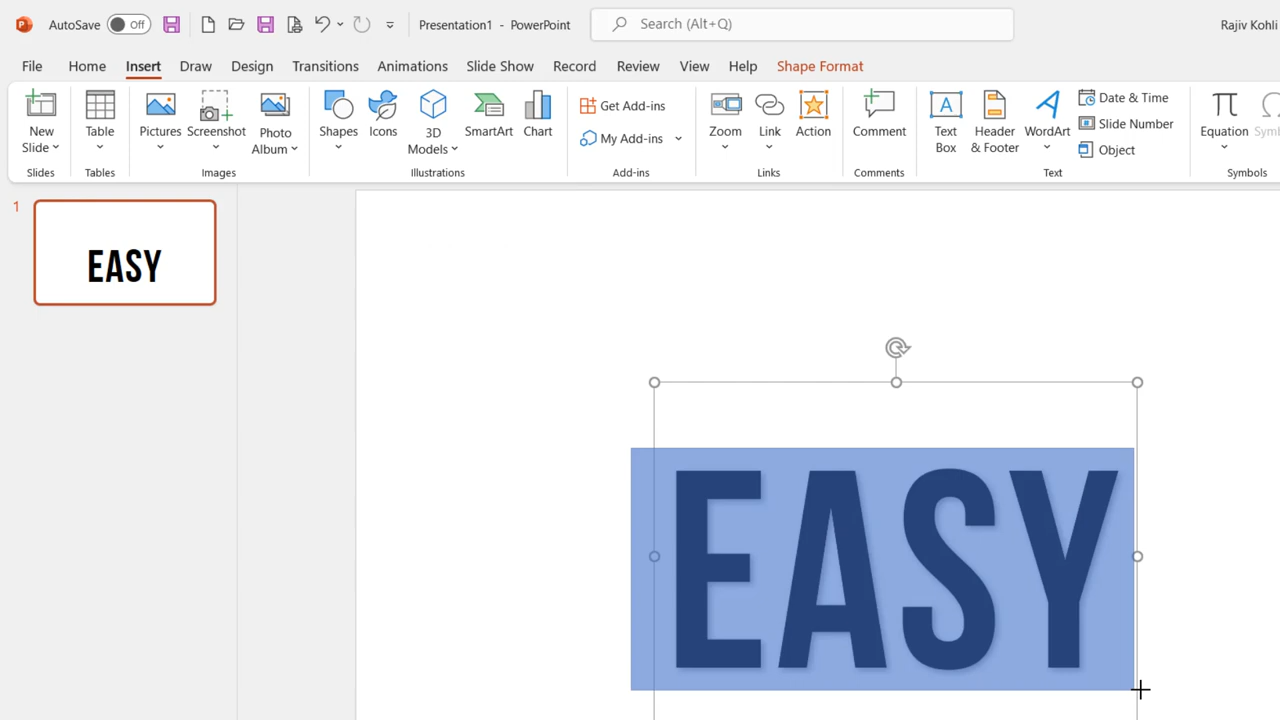 AutoSave Off Presentation1 - PowerPoint Search (Alt+Q) Rajiv Kohli
File Home Insert Draw Design Transitions Animations Slide Show Record Review View Help Shape Format
New Slide Table Pictures Screenshot Photo Album Shapes Icons 3D Models SmartArt Chart Get Add-ins My Add-ins Zoom Link Action Comment Text Box Header & Footer WordArt Date & Time Slide Number Object Equation
Slides Tables Images Illustrations Add-ins Links Comments Text Symbols
1
EASY
EASY